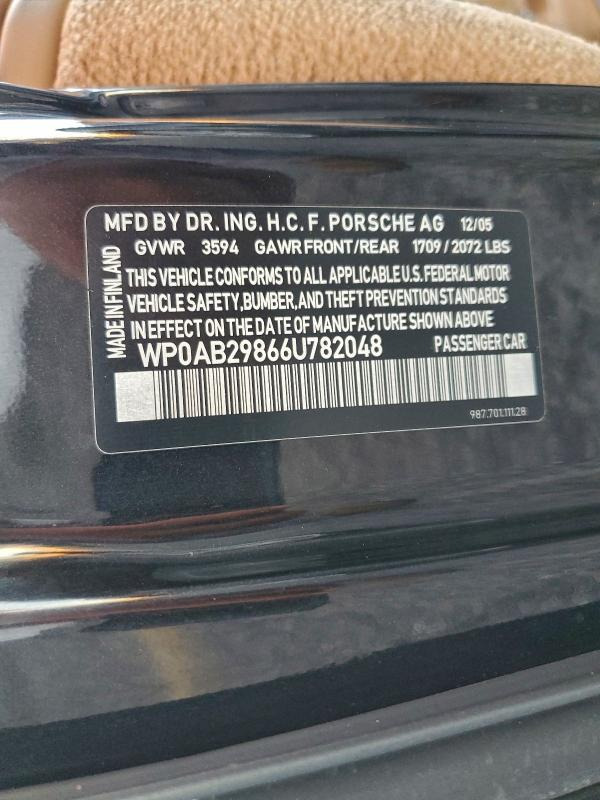 MFD BY DR. ING. H.C. F. PORSCHE AG 12/05
GVWR 3594 GAWR FRONT/REAR 1709 / 2072 LBS
MADE IN FINLAND
THIS VEHICLE CONFORMS TO ALL APPLICABLE U.S. FEDERAL MOTOR
VEHICLE SAFETY, BUMBER, AND THEFT PREVENTION STANDARDS
IN EFFECT ON THE DATE OF MANUFACTURE SHOWN ABOVE
WP0AB29866U782048 PASSENGER CAR
987.701.111.28